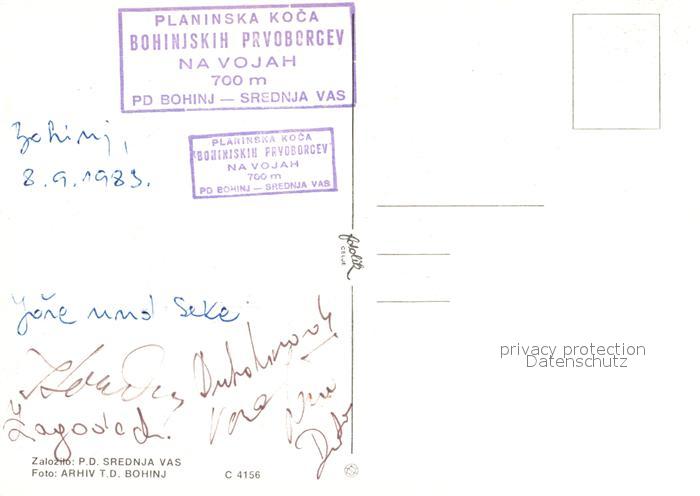 PLANINSKA KOČA
BOHINJSKIH PRVOBORCEV
NA VOJAH
700 m
PD BOHINJ — SREDNJA VAS
Bohinj,
8.9.1983.
PLANINSKA KOČA
BOHINJSKIH PRVOBORCEV
NA VOJAH
700 m
PD BOHINJ — SREDNJA VAS
fotolik
CELJE
Jože und Seke
privacy protection
Datenschutz
Založilo: P.D. SREDNJA VAS
Foto: ARHIV T.D. BOHINJ
C 4156